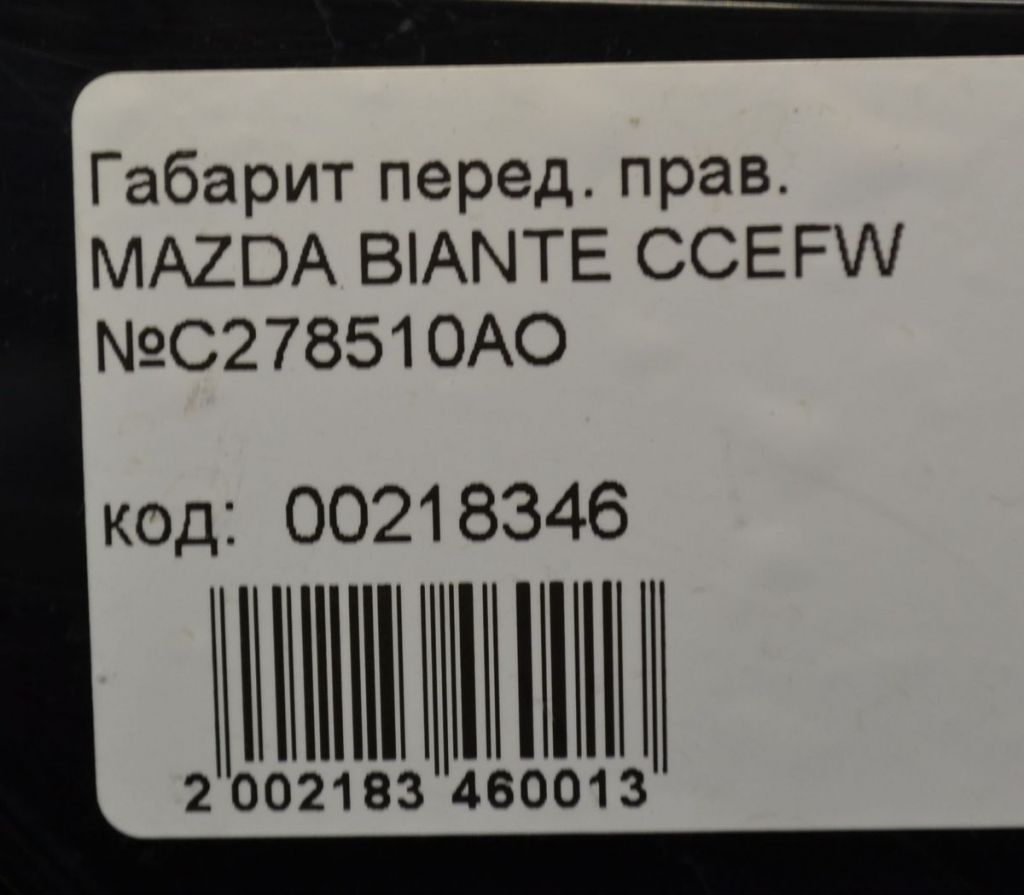 Габарит перед. прав.
MAZDA BIANTE CCEFW
№C278510AO
код: 00218346
2 002183 460013